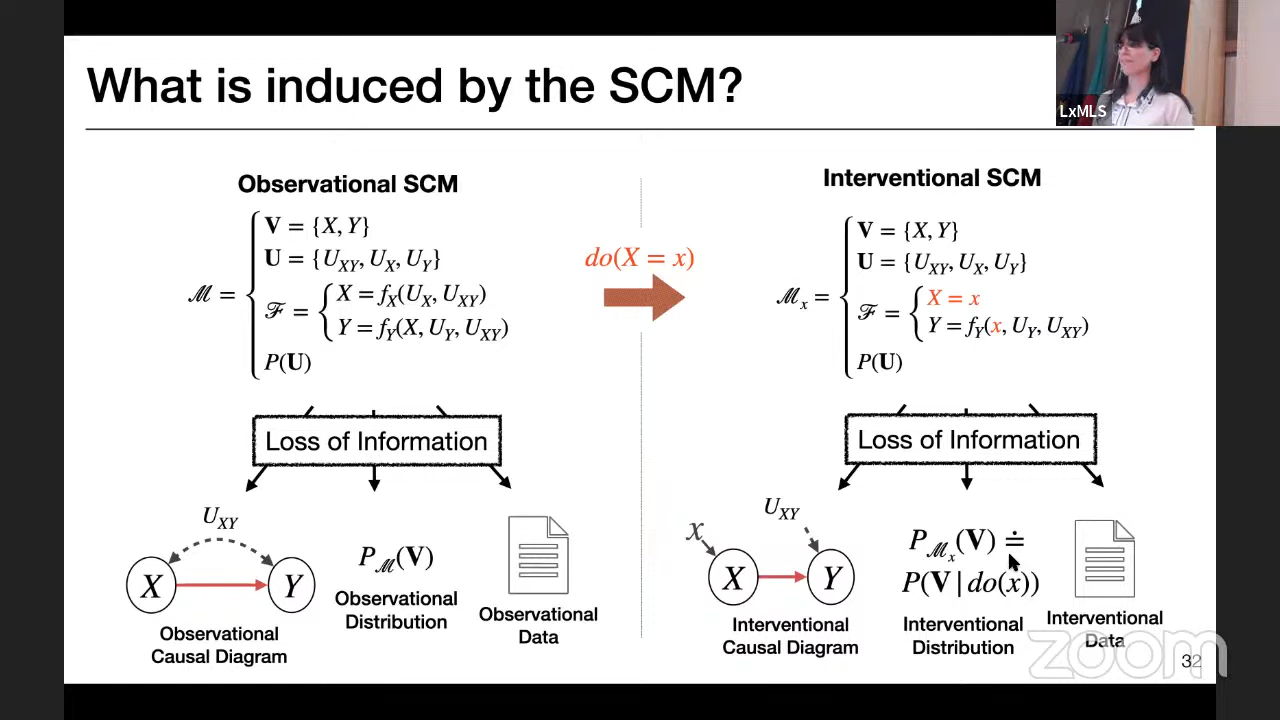 What is induced by the SCM?
LxMLS
Observational SCM
ℳ =
V = {X, Y}
U = {U_XY, U_X, U_Y}
ℱ =
X = f_X(U_X, U_XY)
Y = f_Y(X, U_Y, U_XY)
P(U)
do(X = x)
Interventional SCM
ℳ_x =
V = {X, Y}
U = {U_XY, U_X, U_Y}
ℱ =
X = x
Y = f_Y(x, U_Y, U_XY)
P(U)
Loss of Information
U_XY
X
Y
Observational
Causal Diagram
P_ℳ(V)
Observational
Distribution
Observational
Data
Loss of Information
x
U_XY
X
Y
Interventional
Causal Diagram
P_ℳ_x(V) ≐
P(V | do(x))
Interventional
Distribution
Interventional
Data
zoom
32